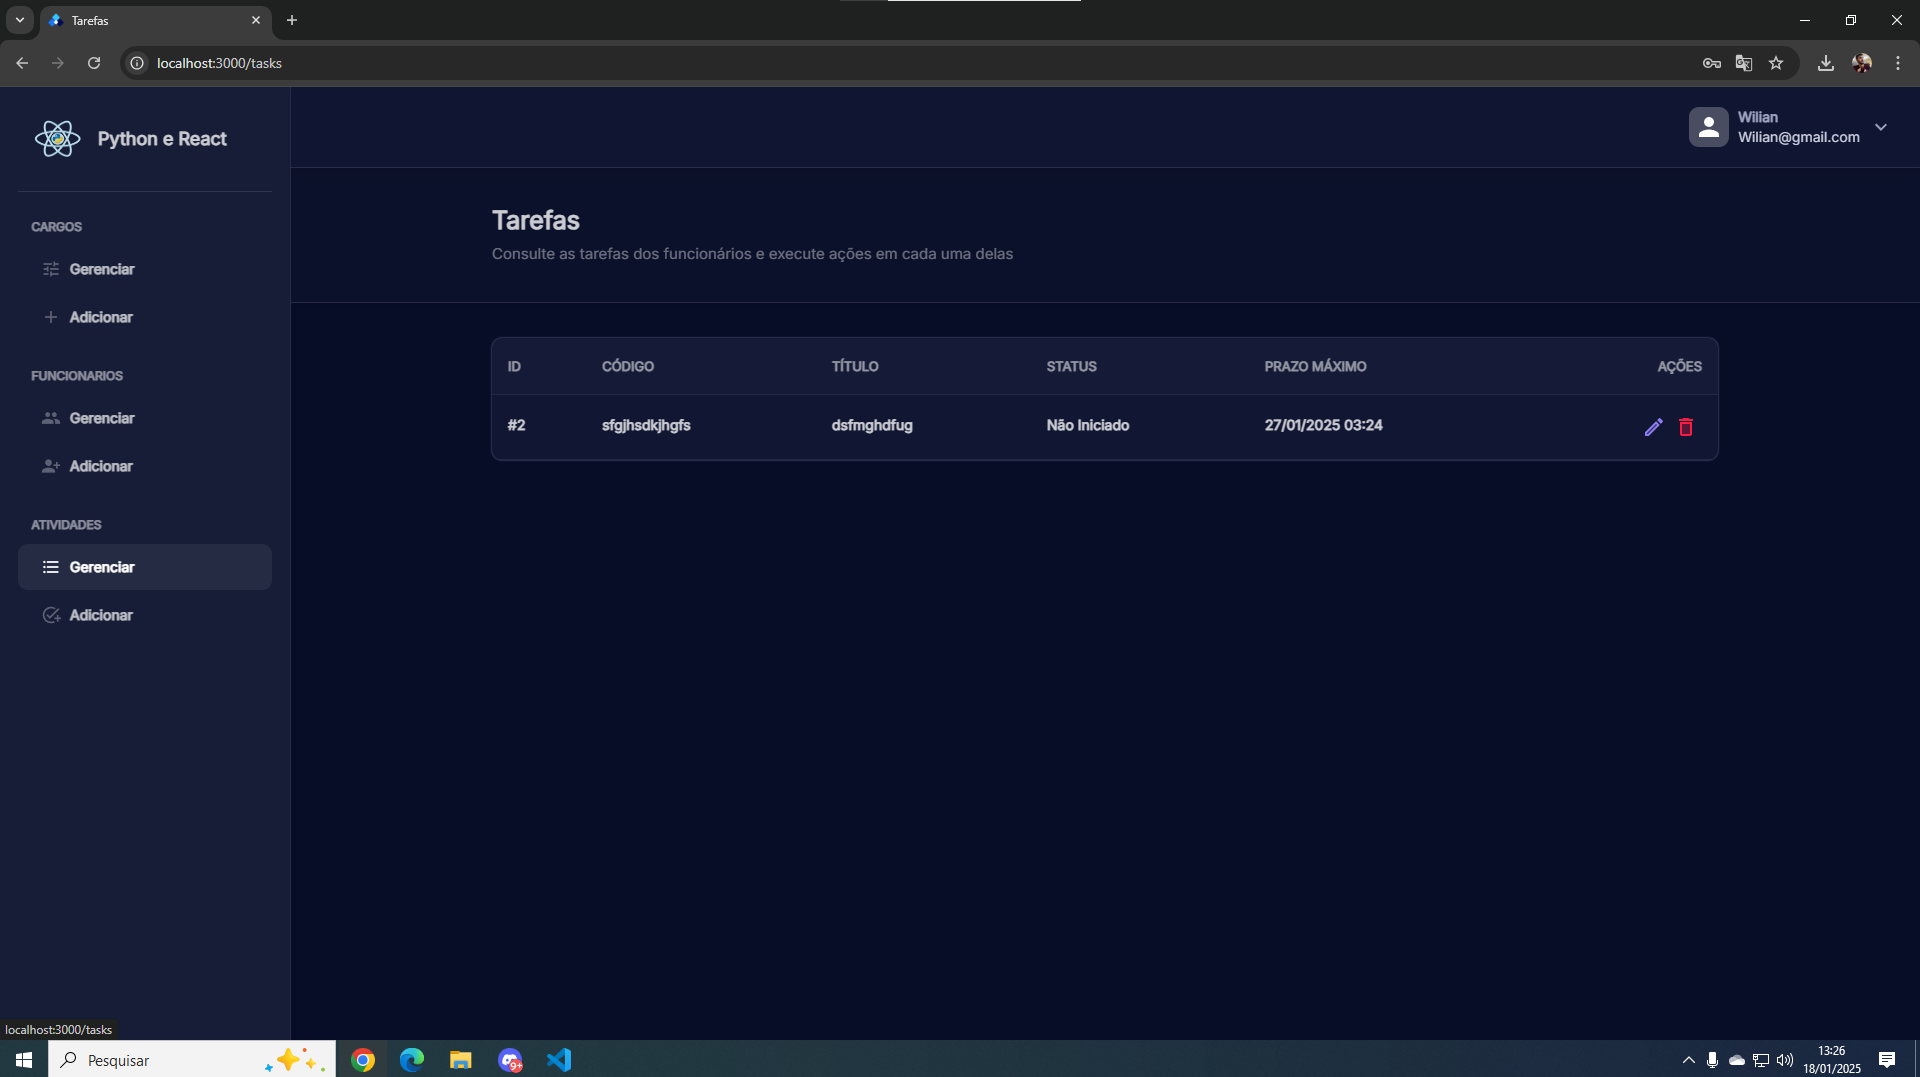 Tarefas
localhost:3000/tasks
Python e React
Wilian
Wilian@gmail.com
CARGOS
Gerenciar
Adicionar
FUNCIONARIOS
Gerenciar
Adicionar
ATIVIDADES
Gerenciar
Adicionar
Tarefas
Consulte as tarefas dos funcionários e execute ações em cada uma delas
ID CÓDIGO TÍTULO STATUS PRAZO MÁXIMO AÇÕES
#2 sfgjhsdkjhgfs dsfmghdfug Não Iniciado 27/01/2025 03:24
localhost:3000/tasks
Pesquisar
9+
13:26
18/01/2025